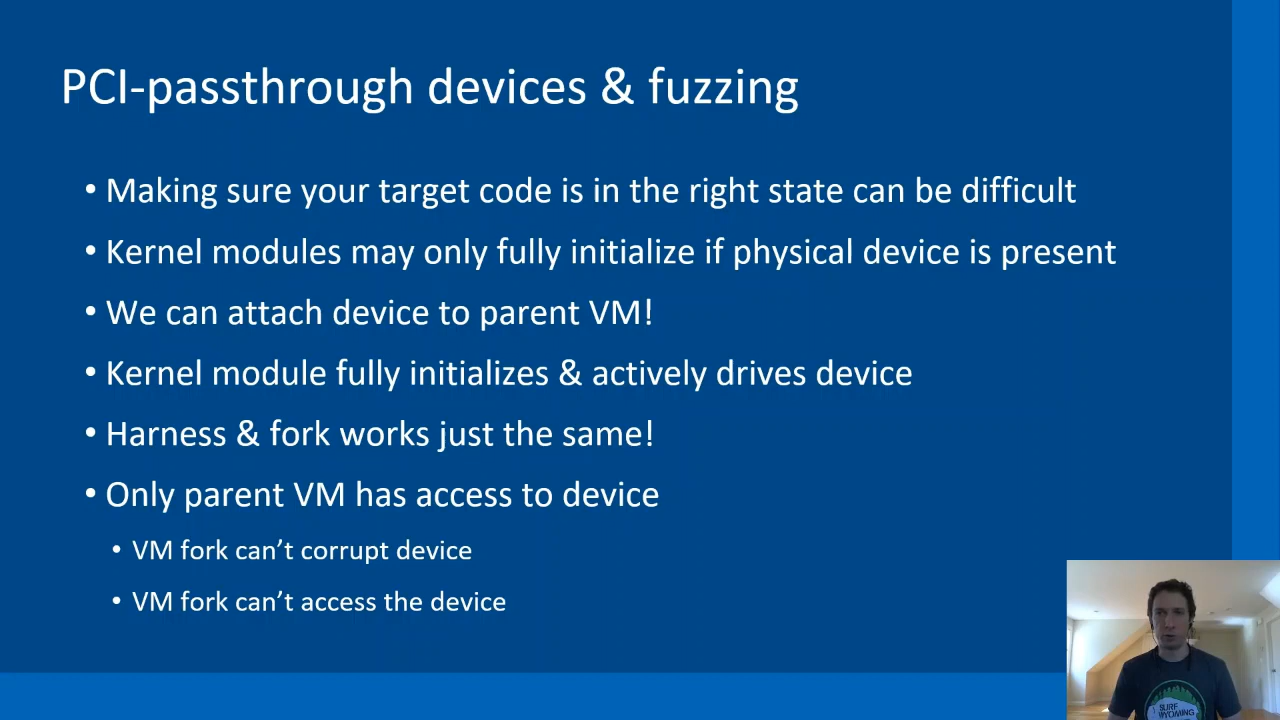 PCI-passthrough devices & fuzzing
• Making sure your target code is in the right state can be difficult
• Kernel modules may only fully initialize if physical device is present
• We can attach device to parent VM!
• Kernel module fully initializes & actively drives device
• Harness & fork works just the same!
• Only parent VM has access to device
• VM fork can’t corrupt device
• VM fork can’t access the device
SURF
WYOMING